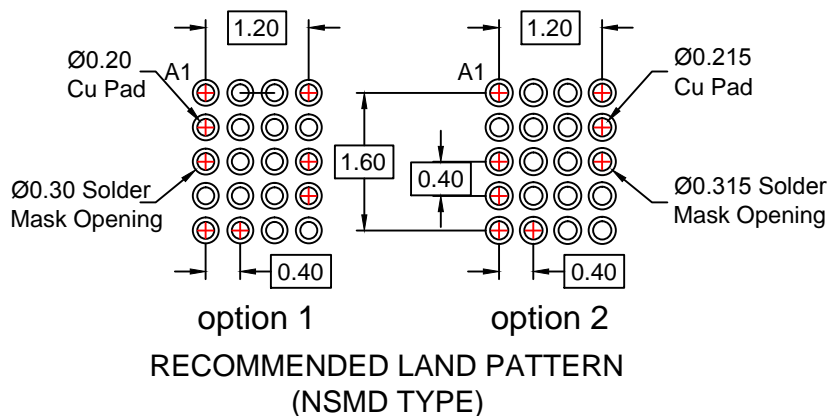 1.20
1.20
Ø0.20
Cu Pad
A1
A1
Ø0.215
Cu Pad
1.60
0.40
Ø0.30 Solder
Mask Opening
Ø0.315 Solder
Mask Opening
0.40
0.40
option 1
option 2
RECOMMENDED LAND PATTERN
(NSMD TYPE)